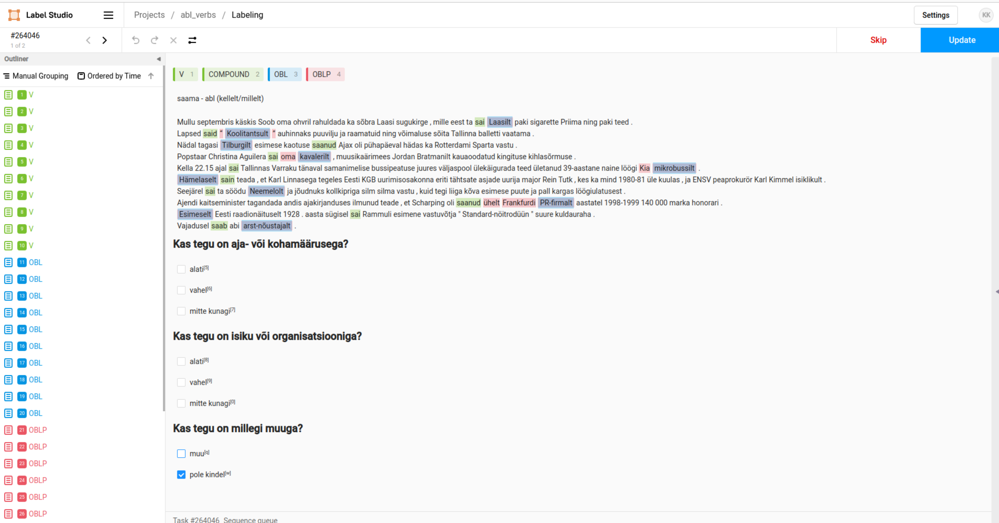 Label Studio
Projects / abl_verbs / Labeling
Settings
KK
#264046
1 of 2
Skip
Update
Outliner
Manual Grouping
Ordered by Time
1 V
2 V
3 V
4 V
5 V
6 V
7 V
8 V
9 V
10 V
11 OBL
12 OBL
13 OBL
14 OBL
15 OBL
16 OBL
17 OBL
18 OBL
19 OBL
20 OBL
21 OBLP
22 OBLP
23 OBLP
24 OBLP
25 OBLP
26 OBLP
V 1 COMPOUND 2 OBL 3 OBLP 4
saama - abl (kellelt/millelt)
Mullu septembris käskis Soob oma ohvril rahuldada ka sõbra Laasi sugukirge , mille eest ta sai Laasilt paki sigarette Priima ning paki teed .
Lapsed said “ Koolitantsult ” auhinnaks puuvilju ja raamatuid ning võimaluse sõita Tallinna balletti vaatama .
Nädal tagasi Tilburgilt esimese kaotuse saanud Ajax oli pühapäeval hädas ka Rotterdami Sparta vastu .
Popstaar Christina Aguilera sai oma kavalerilt , muusikaärimees Jordan Bratmanilt kauaoodatud kingituse kihlasõrmuse .
Kella 22.15 ajal sai Tallinnas Varraku tänaval samanimelise bussipeatuse juures väljaspool ülekäigurada teed ületanud 39-aastane naine löögi Kia mikrobussilt .
Hämelaselt sain teada , et Karl Linnasega tegeles Eesti KGB uurimisosakonna eriti tähtsate asjade uurija major Rein Tutk , kes ka mind 1980-81 üle kuulas , ja ENSV peaprokurör Karl Kimmel isiklikult .
Seejärel sai ta söödu Neemelolt ja jõudnuks kollkipriga silm silma vastu , kuid tegi liiga kõva esimese puute ja pall kargas löögiulatusest .
Ajendi kaitseminister tagandada andis ajakirjanduses ilmunud teade , et Scharping oli saanud ühelt Frankfurdi PR-firmalt aastatel 1998-1999 140 000 marka honorari .
Esimeselt Eesti raadionäituselt 1928 . aasta sügisel sai Rammuli esimene vastuvõtja " Standard-nöitrodüün " suure kuldauraha .
Vajadusel saab abi arst-nõustajalt .
Kas tegu on aja- või kohamäärusega?
alati[5]
vahel[6]
mitte kunagi[7]
Kas tegu on isiku või organisatsiooniga?
alati[8]
vahel[9]
mitte kunagi[0]
Kas tegu on millegi muuga?
muu[q]
pole kindel[w]
Task #264046 Sequence queue